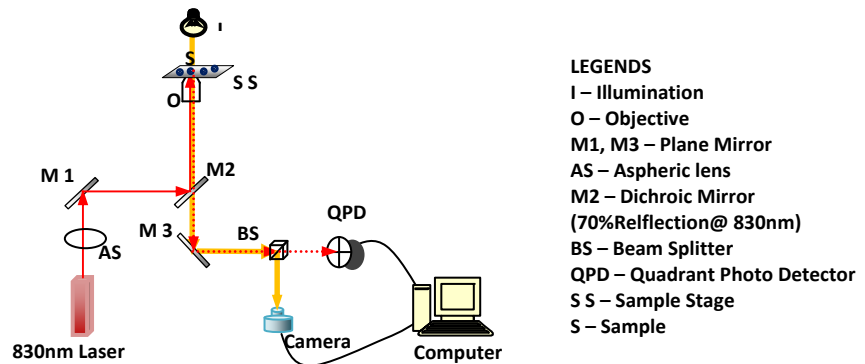 I
S
S S
O
M 1
M2
AS
M 3
BS
QPD
Camera
Computer
830nm Laser
LEGENDS
I – Illumination
O – Objective
M1, M3 – Plane Mirror
AS – Aspheric lens
M2 – Dichroic Mirror
(70%Relflection@ 830nm)
BS – Beam Splitter
QPD – Quadrant Photo Detector
S S – Sample Stage
S – Sample